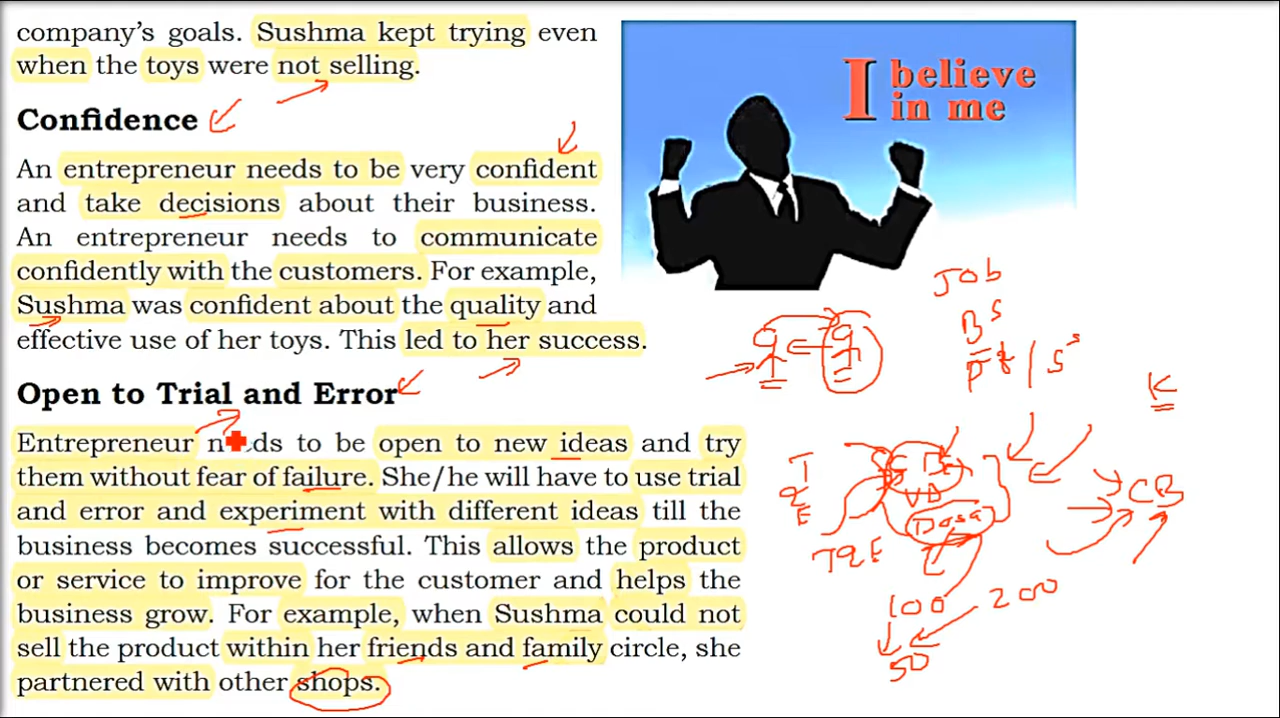 company's goals. Sushma kept trying even
when the toys were not selling.
Confidence
An entrepreneur needs to be very confident
and take decisions about their business.
An entrepreneur needs to communicate
confidently with the customers. For example,
Sushma was confident about the quality and
effective use of her toys. This led to her success.
Open to Trial and Error
Entrepreneur to be open to new ideas and try
them without fear of failure. She/he will have to use trial
and error and experiment with different ideas till the
business becomes successful. This allows the product
or service to improve for the customer and helps the
business grow. For example, when Sushma could not
sell the product within her friends and family circle, she
partnered with other shops.
I believe
in me
Job
K
T
Q
E
CB
TQE
Dosa
100
200
50